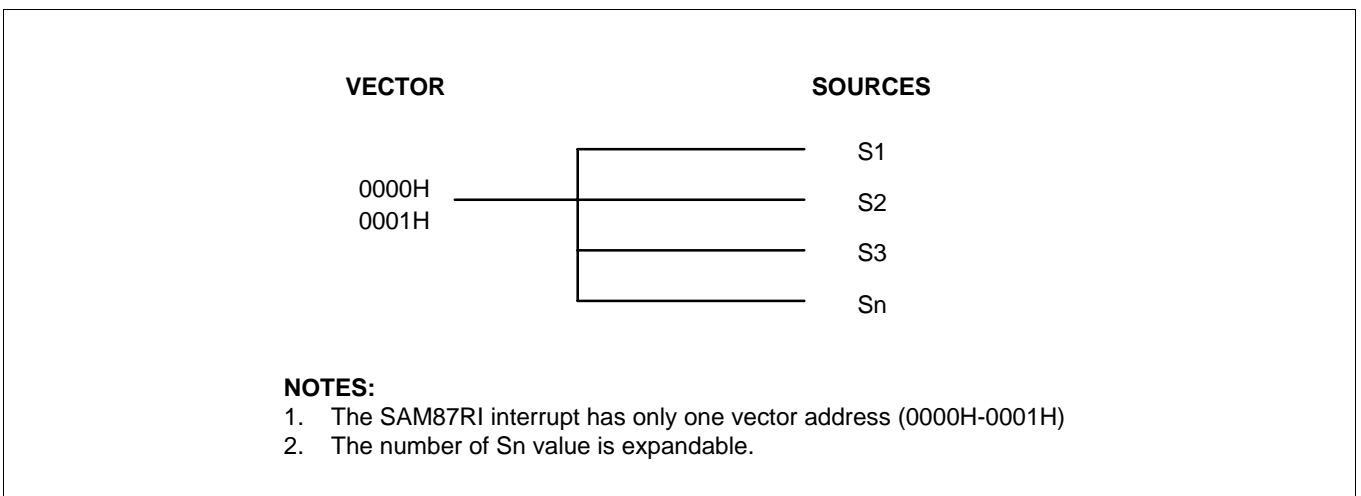 VECTOR SOURCES
S1
0000H
S2
0001H
S3
Sn
NOTES:
1. The SAM87RI interrupt has only one vector address (0000H-0001H)
2. The number of Sn value is expandable.